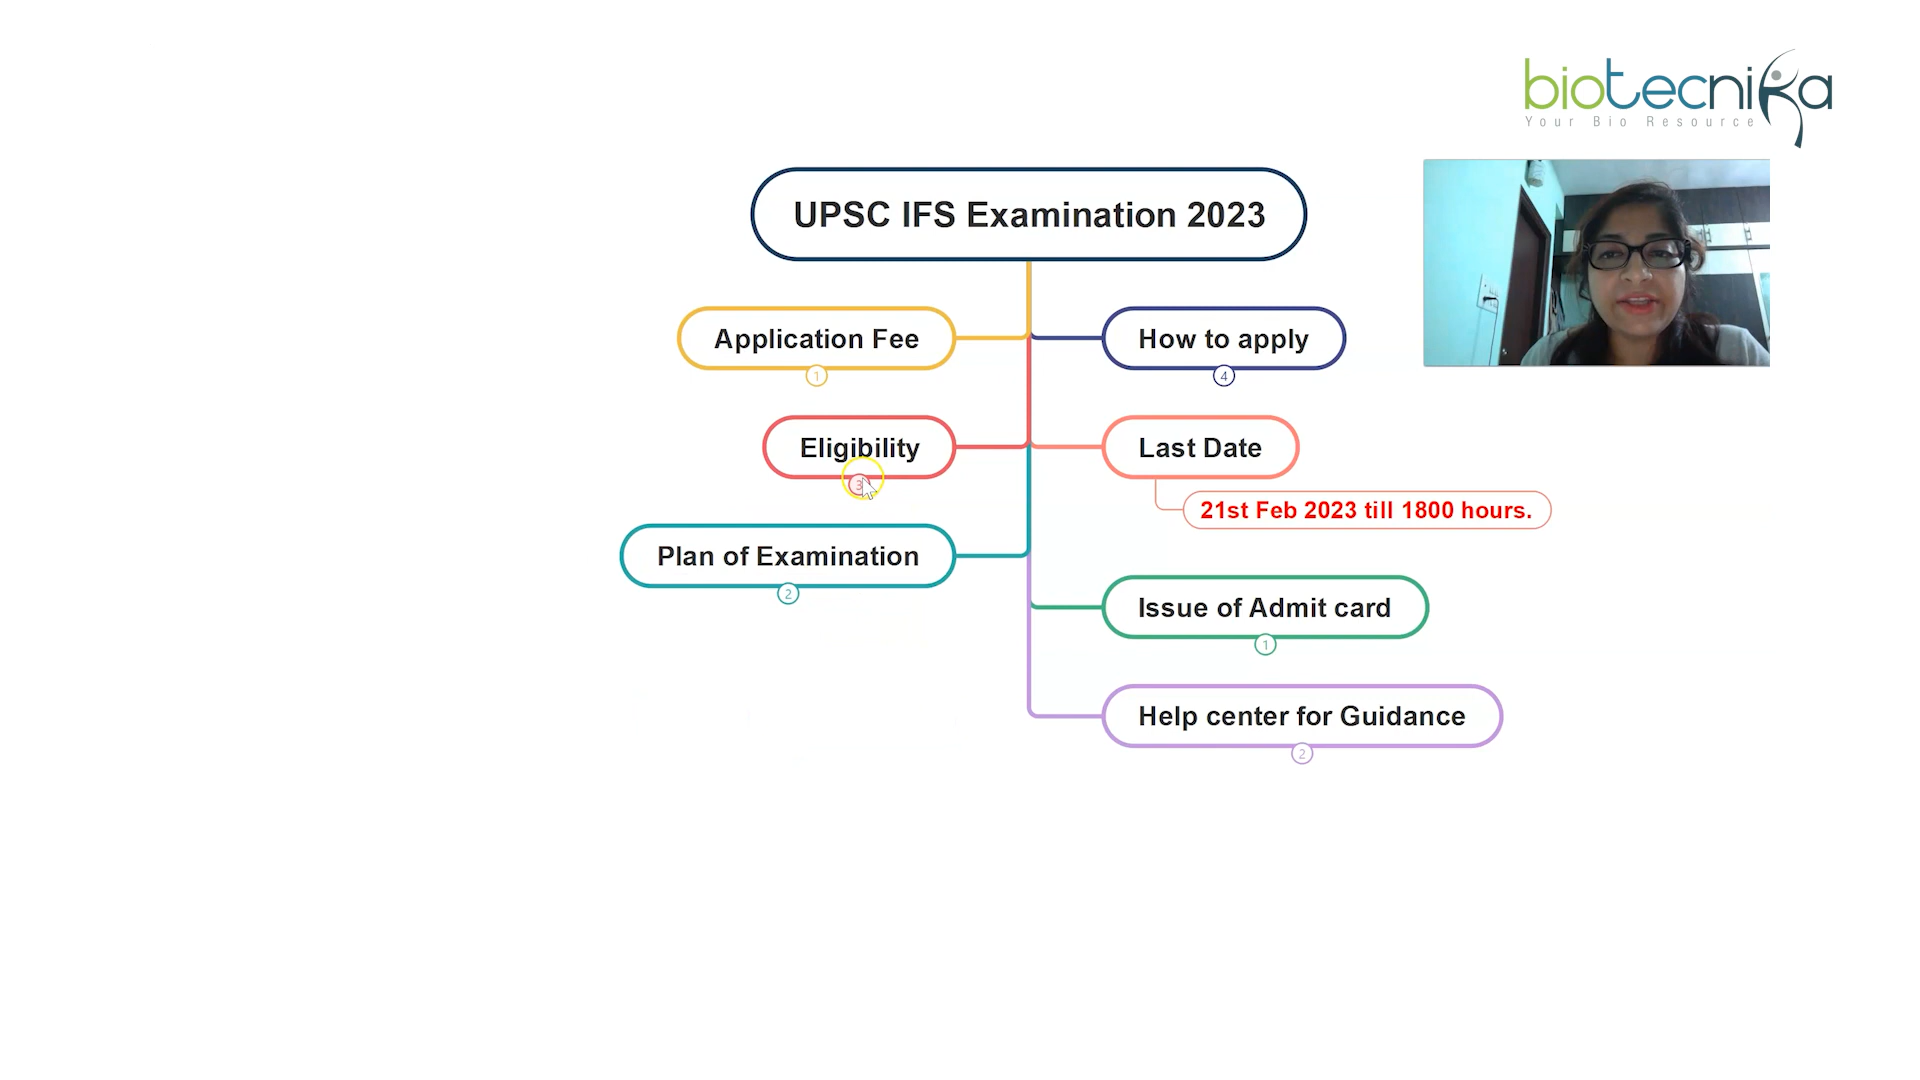 biotecnika
Your Bio Resource
UPSC IFS Examination 2023
Application Fee
1
Eligibility
3
Plan of Examination
2
How to apply
4
Last Date
21st Feb 2023 till 1800 hours.
Issue of Admit card
1
Help center for Guidance
2